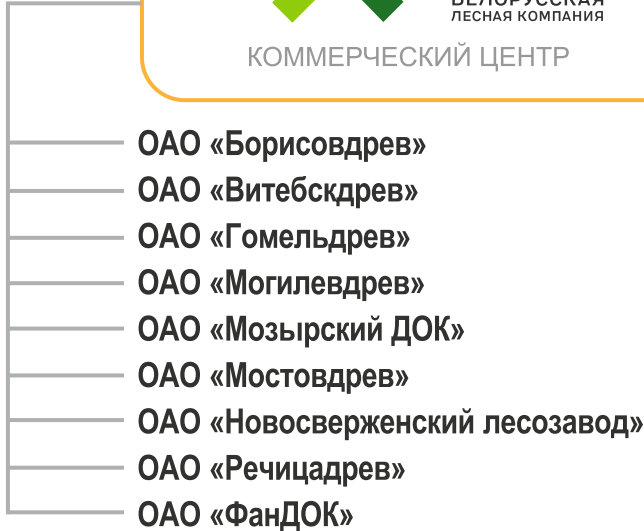 БЕЛОРУССКАЯ
ЛЕСНАЯ КОМПАНИЯ
КОММЕРЧЕСКИЙ ЦЕНТР
ОАО «Борисовдрев»
ОАО «Витебскдрев»
ОАО «Гомельдрев»
ОАО «Могилевдрев»
ОАО «Мозырский ДОК»
ОАО «Мостовдрев»
ОАО «Новосверженский лесозавод»
ОАО «Речицадрев»
ОАО «ФанДОК»